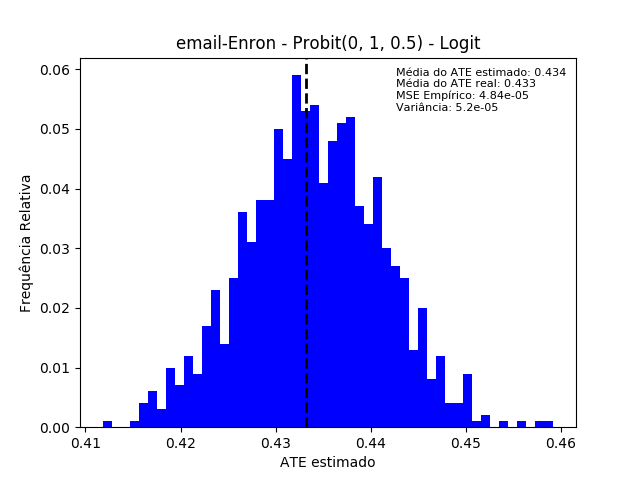 email-Enron - Probit(0, 1, 0.5) - Logit
Média do ATE estimado: 0.434
Média do ATE real: 0.433
MSE Empírico: 4.84e-05
Variância: 5.2e-05
Frequência Relativa
0.06
0.05
0.04
0.03
0.02
0.01
0.00
0.41 0.42 0.43 0.44 0.45 0.46
ATE estimado